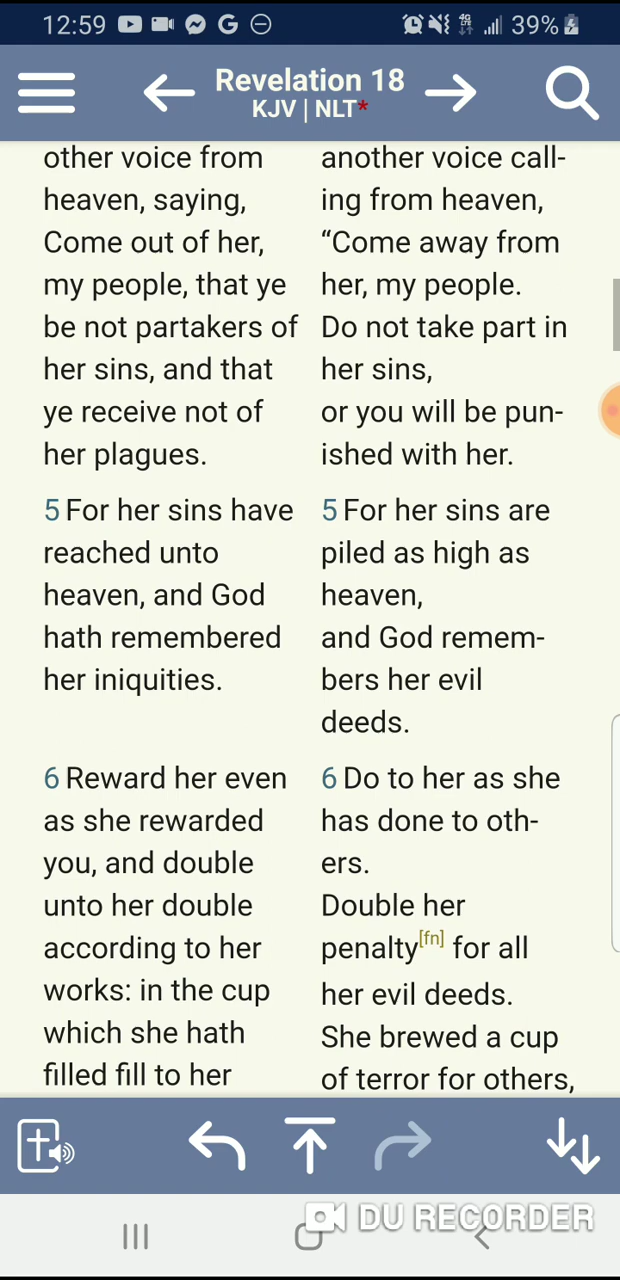 12:59
G
4G
39%
Revelation 18
KJV | NLT*
other voice from
heaven, saying,
Come out of her,
my people, that ye
be not partakers of
her sins, and that
ye receive not of
her plagues.
5 For her sins have
reached unto
heaven, and God
hath remembered
her iniquities.
6 Reward her even
as she rewarded
you, and double
unto her double
according to her
works: in the cup
which she hath
filled fill to her
another voice call-
ing from heaven,
“Come away from
her, my people.
Do not take part in
her sins,
or you will be pun-
ished with her.
5 For her sins are
piled as high as
heaven,
and God remem-
bers her evil
deeds.
6 Do to her as she
has done to oth-
ers.
Double her
penalty[fn] for all
her evil deeds.
She brewed a cup
of terror for others,
DU RECORDER